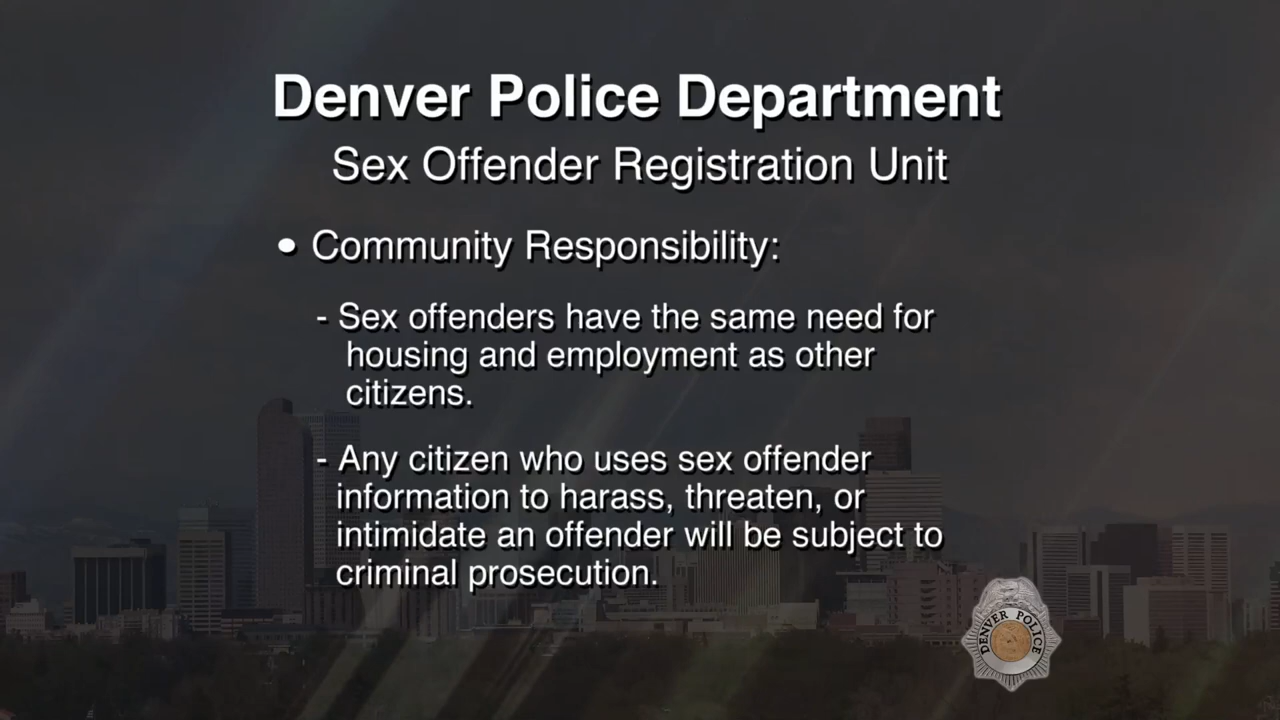 Denver Police Department
Sex Offender Registration Unit
• Community Responsibility:
- Sex offenders have the same need for
housing and employment as other
citizens.
- Any citizen who uses sex offender
information to harass, threaten, or
intimidate an offender will be subject to
criminal prosecution.
DENVER POLICE